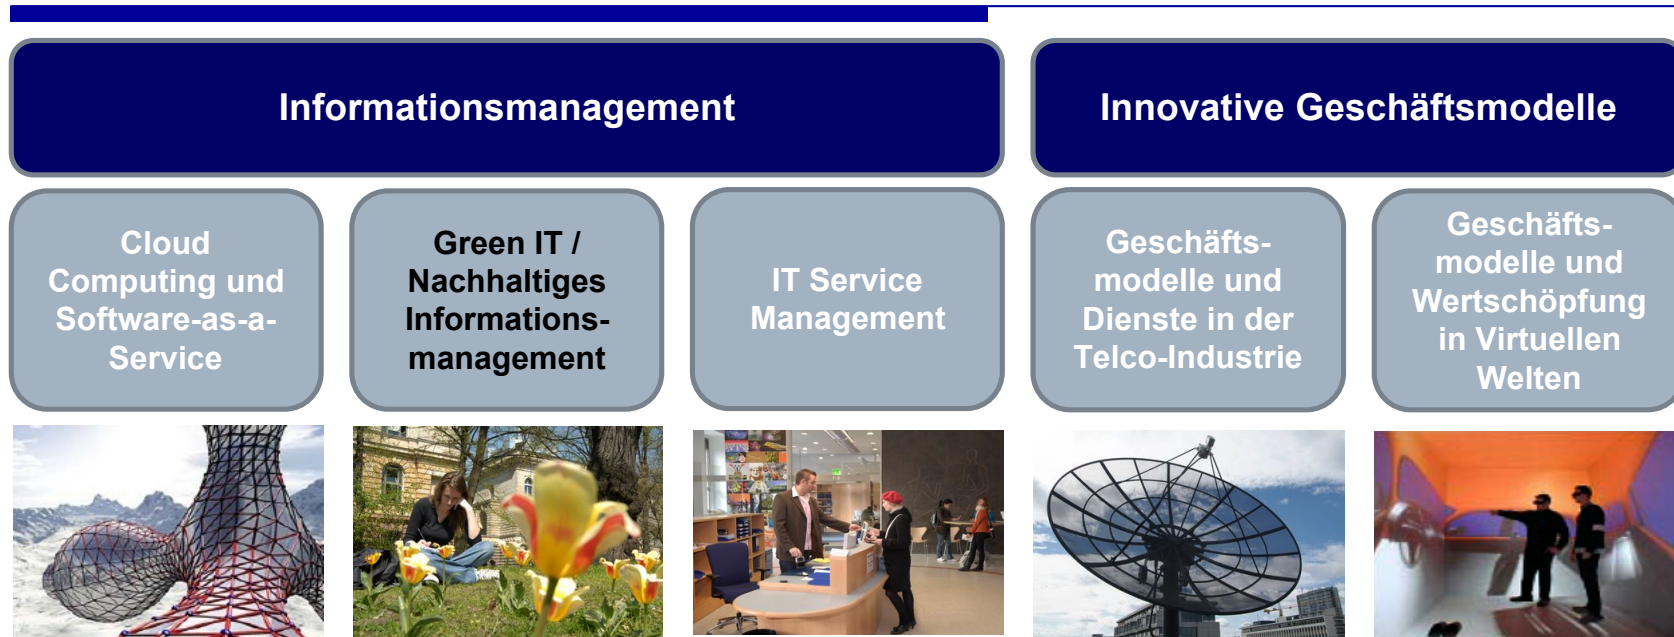 Informationsmanagement
Innovative Geschäftsmodelle
Cloud
Computing und
Software-as-a-
Service
Green IT /
Nachhaltiges
Informations-
management
IT Service
Management
Geschäfts-
modelle und
Dienste in der
Telco-Industrie
Geschäfts-
modelle und
Wertschöpfung
in Virtuellen
Welten